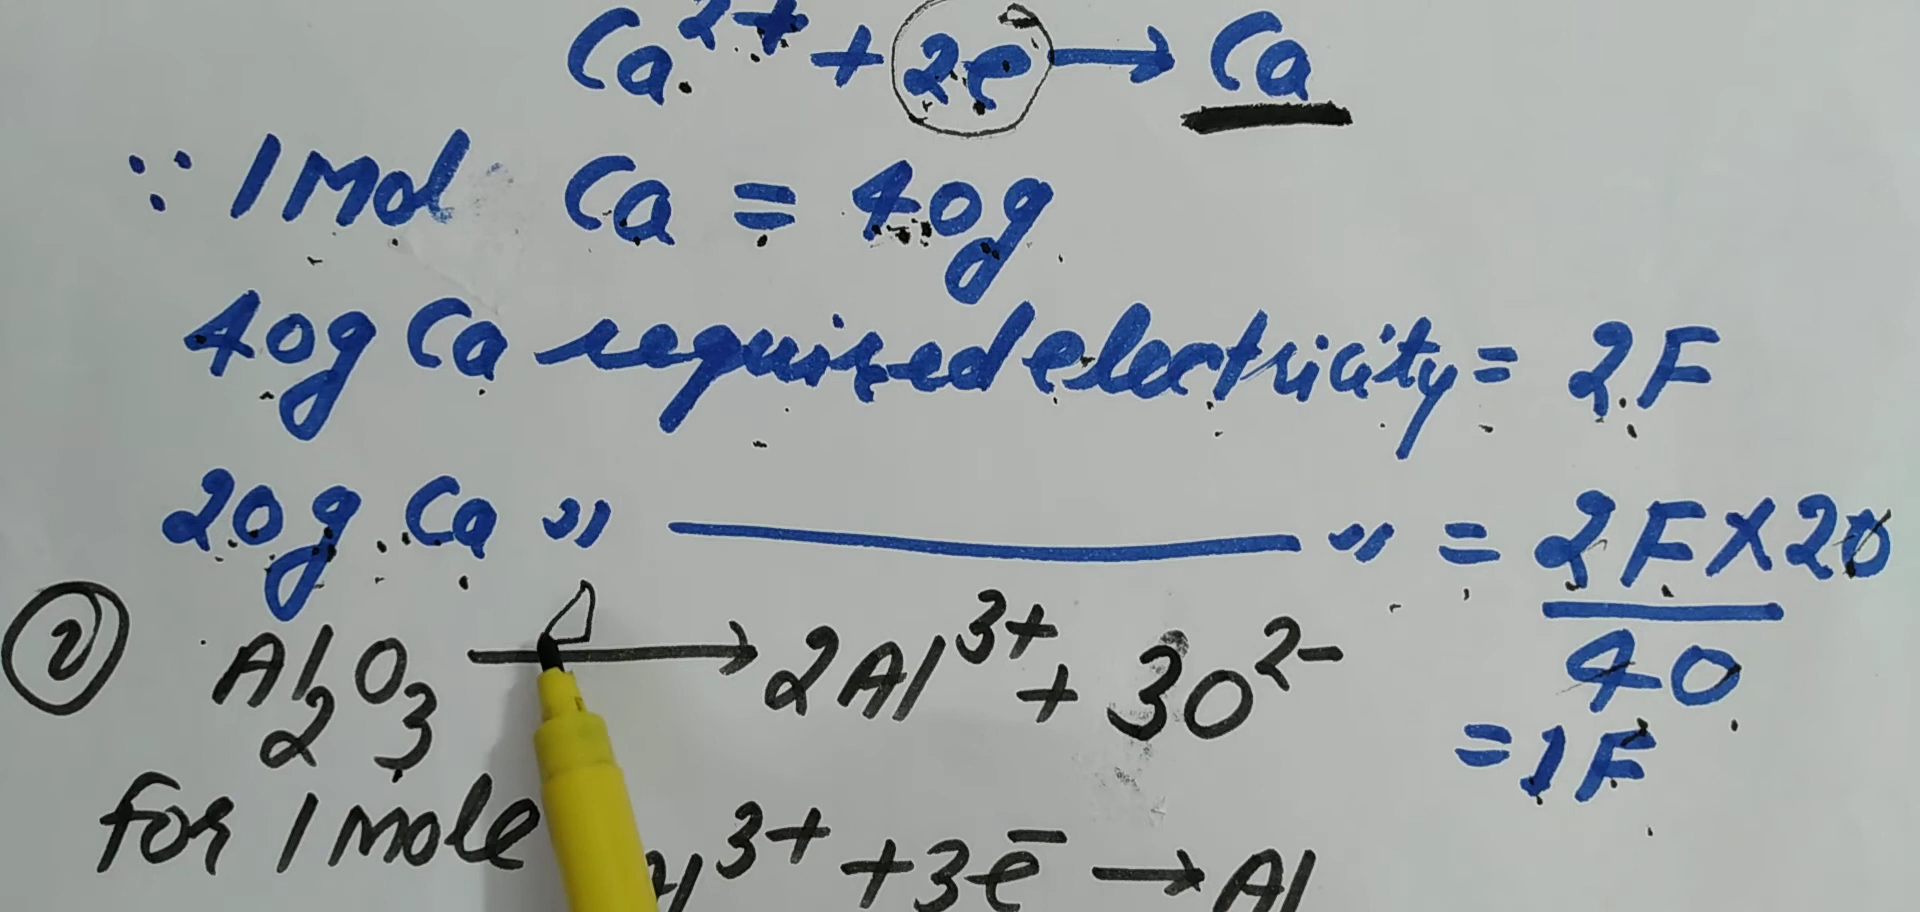 Ca²⁺ + 2e⁻ → Ca
∵ 1 Mol Ca = 40g
40g Ca required electricity = 2F
20g Ca " ——— " = 2F×20/40
= 1F
② Al₂O₃ → 2Al³⁺ + 3O²⁻
for 1 mole Al³⁺ + 3e⁻ → Al